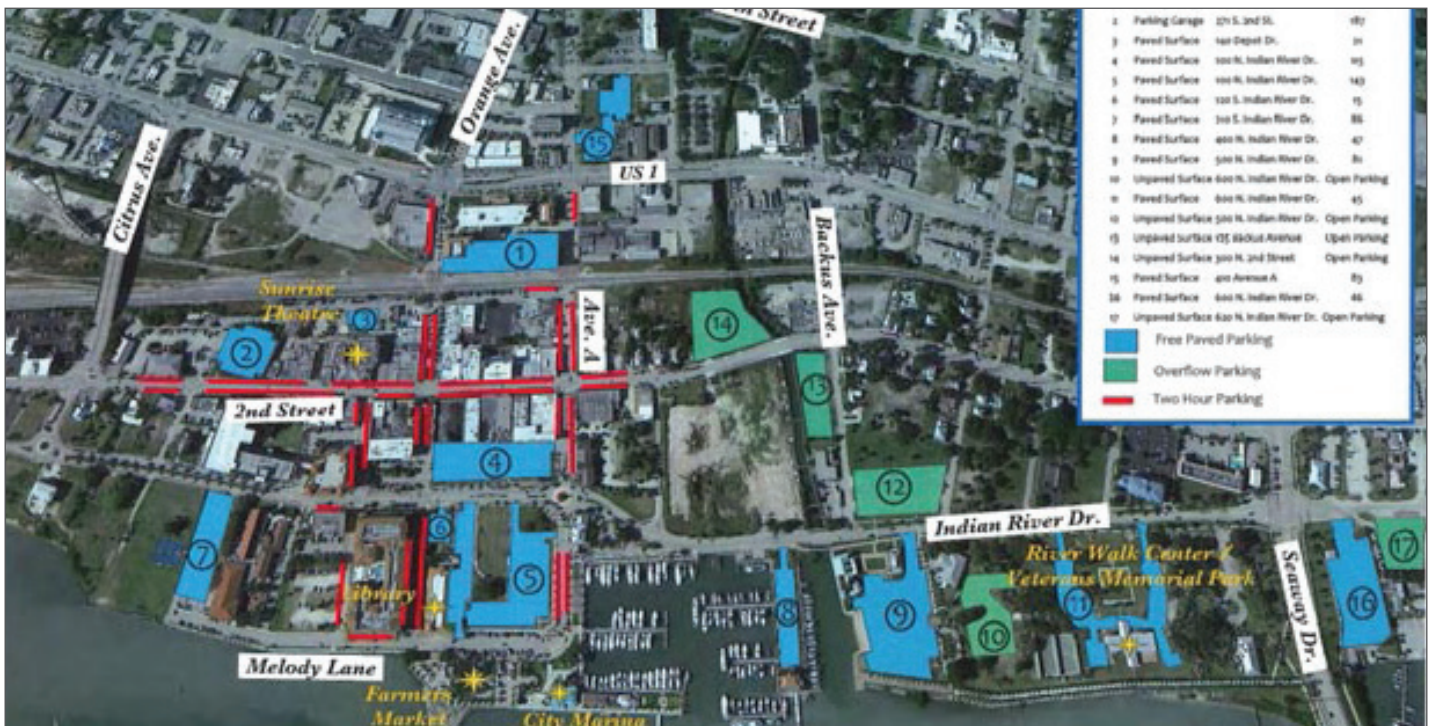 th Street
2 Parking Garage 271 S. 2nd St. 187
3 Paved Surface 140 Depot Dr. 21
4 Paved Surface 100 N. Indian River Dr. 115
5 Paved Surface 100 N. Indian River Dr. 143
6 Paved Surface 120 S. Indian River Dr. 15
7 Paved Surface 310 S. Indian River Dr. 86
8 Paved Surface 400 N. Indian River Dr. 47
9 Paved Surface 500 N. Indian River Dr. 81
10 Unpaved Surface 600 N. Indian River Dr. Open Parking
11 Paved Surface 600 N. Indian River Dr. 45
12 Unpaved Surface 500 N. Indian River Dr. Open Parking
13 Unpaved Surface 135 Backus Avenue Open Parking
14 Unpaved Surface 300 N. 2nd Street Open Parking
15 Paved Surface 410 Avenue A 83
16 Paved Surface 600 N. Indian River Dr. 46
17 Unpaved Surface 620 N. Indian River Dr. Open Parking
Free Paved Parking
Overflow Parking
Two Hour Parking
Orange Ave.
15
US 1
Citrus Ave.
1
Backus Ave.
Sunrise
Theatre
3
2
Ave. A
14
13
2nd Street
4
12
Indian River Dr.
7
6
5
River Walk Center /
Veterans Memorial Park
17
Library
8
9
10
11
Seaway Dr.
16
Melody Lane
Farmers
Market
City Marina